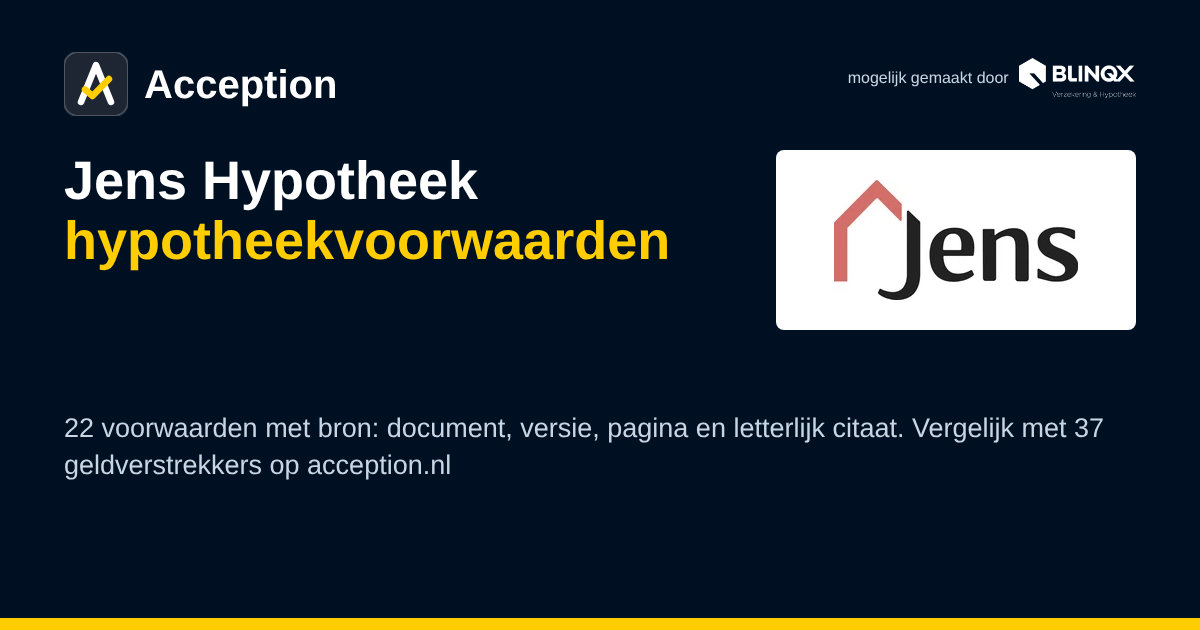 Acception
mogelijk gemaakt door BLINQX
Verzekering & Hypotheek
Jens Hypotheek
hypotheekvoorwaarden
Jens
22 voorwaarden met bron: document, versie, pagina en letterlijk citaat. Vergelijk met 37
geldverstrekkers op acception.nl